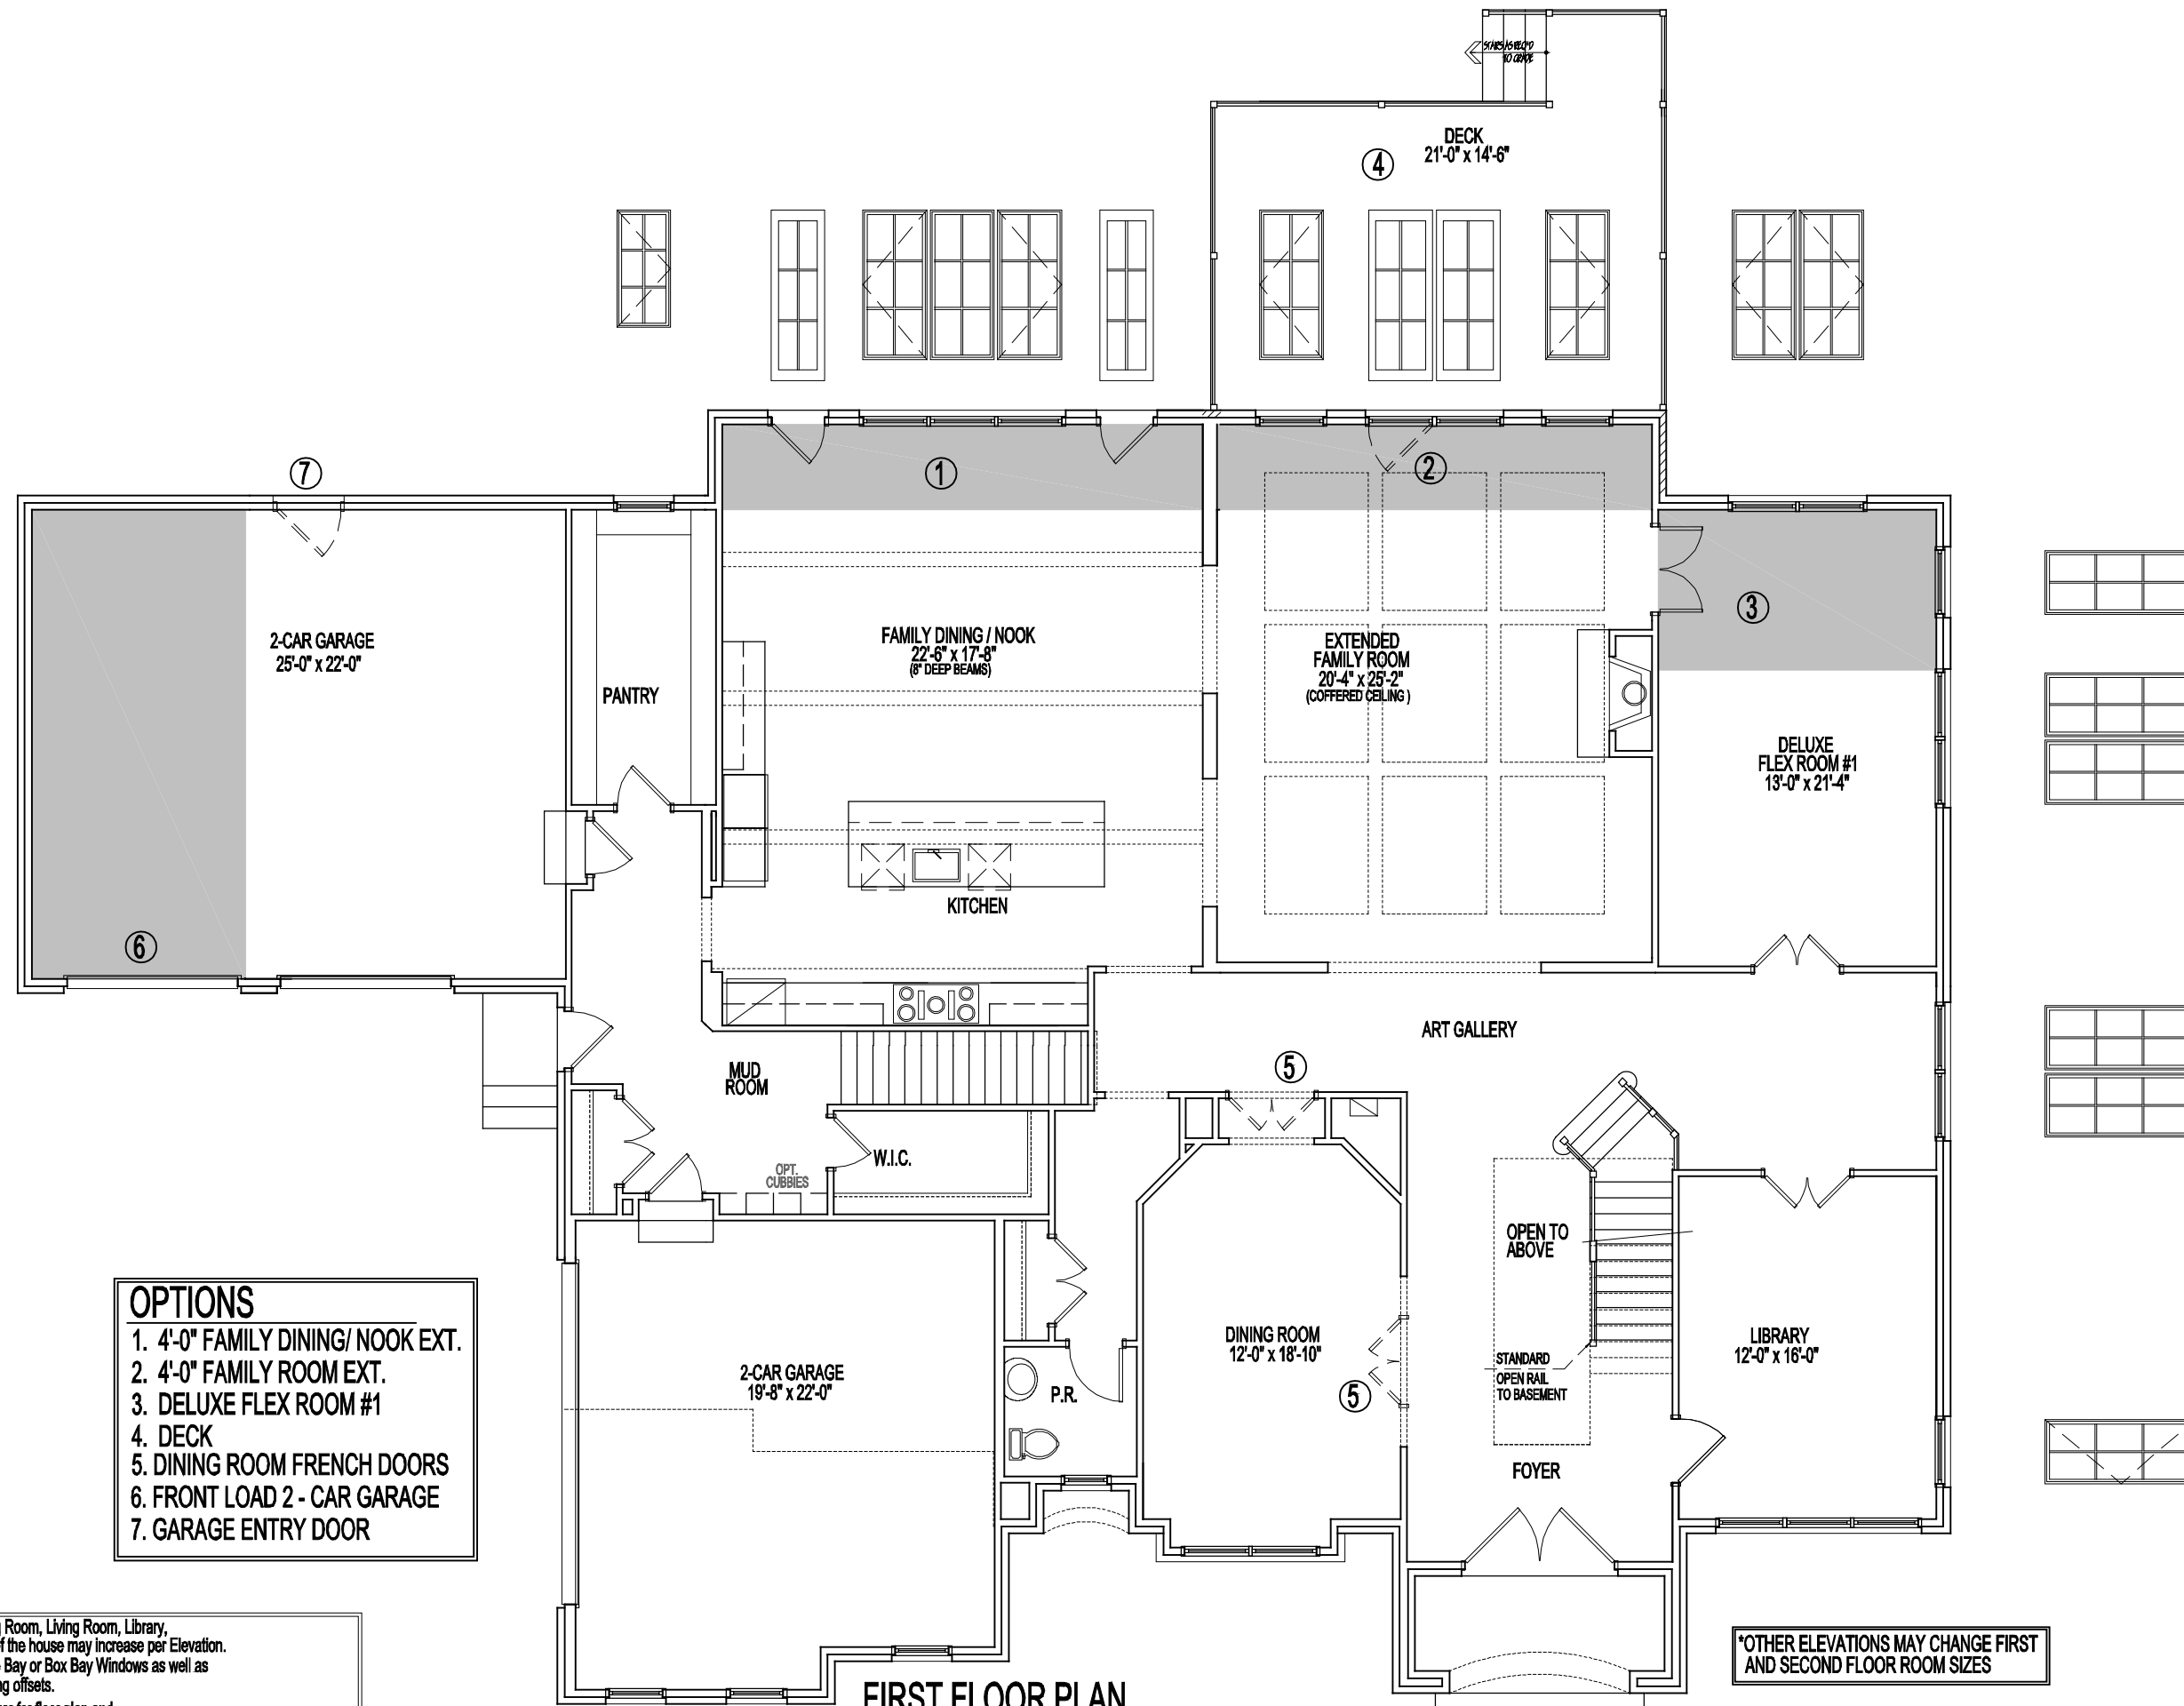 STAIRS AS REQ'D
TO GRADE
DECK
21'-0" x 14'-6"
4
7
1
2
3
2-CAR GARAGE
25'-0" x 22'-0"
FAMILY DINING / NOOK
22'-6" x 17'-8"
(8" DEEP BEAMS)
EXTENDED
FAMILY ROOM
20'-4" x 25'-2"
(COFFERED CEILING )
PANTRY
DELUXE
FLEX ROOM #1
13'-0" x 21'-4"
KITCHEN
6
ART GALLERY
5
MUD
ROOM
W.I.C.
OPT.
CUBBIES
OPEN TO
ABOVE
DINING ROOM
12'-0" x 18'-10"
LIBRARY
12'-0" x 16'-0"
STANDARD
OPEN RAIL
TO BASEMENT
2-CAR GARAGE
19'-8" x 22'-0"
P.R.
5
FOYER
OPTIONS
1. 4'-0" FAMILY DINING/ NOOK EXT.
2. 4'-0" FAMILY ROOM EXT.
3. DELUXE FLEX ROOM #1
4. DECK
5. DINING ROOM FRENCH DOORS
6. FRONT LOAD 2 - CAR GARAGE
7. GARAGE ENTRY DOOR
Room, Living Room, Library,
of the house may increase per Elevation.
Bay or Box Bay Windows as well as
offsets.
*OTHER ELEVATIONS MAY CHANGE FIRST
AND SECOND FLOOR ROOM SIZES
FIRST FLOOR PLAN